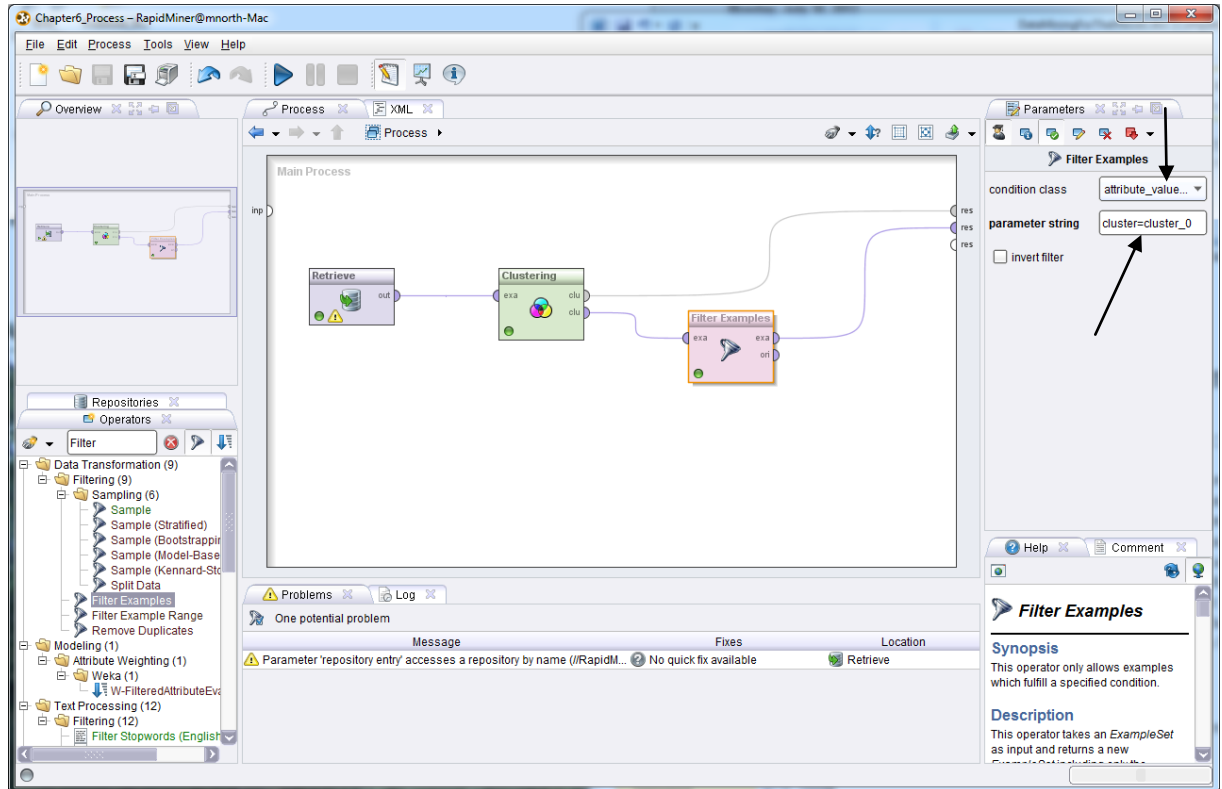 Chapter6_Process – RapidMiner@mnorth-Mac
File Edit Process Tools View Help
Overview
Process
XML
Parameters
Process
Filter Examples
Main Process
condition class
attribute_value...
inp
res
res
res
parameter string
cluster=cluster_0
invert filter
Retrieve
out
Clustering
exa
clu
clu
Filter Examples
exa
exa
ori
Repositories
Operators
Filter
Data Transformation (9)
Filtering (9)
Sampling (6)
Sample
Sample (Stratified)
Sample (Bootstrappin
Sample (Model-Base
Sample (Kennard-Sto
Split Data
Filter Examples
Filter Example Range
Remove Duplicates
Modeling (1)
Attribute Weighting (1)
Weka (1)
W-FilteredAttributeEva
Text Processing (12)
Filtering (12)
Filter Stopwords (English
Problems
Log
One potential problem
Message
Fixes
Location
Parameter 'repository entry' accesses a repository by name (//RapidM...
No quick fix available
Retrieve
Help
Comment
Filter Examples
Synopsis
This operator only allows examples
which fulfill a specified condition.
Description
This operator takes an ExampleSet
as input and returns a new